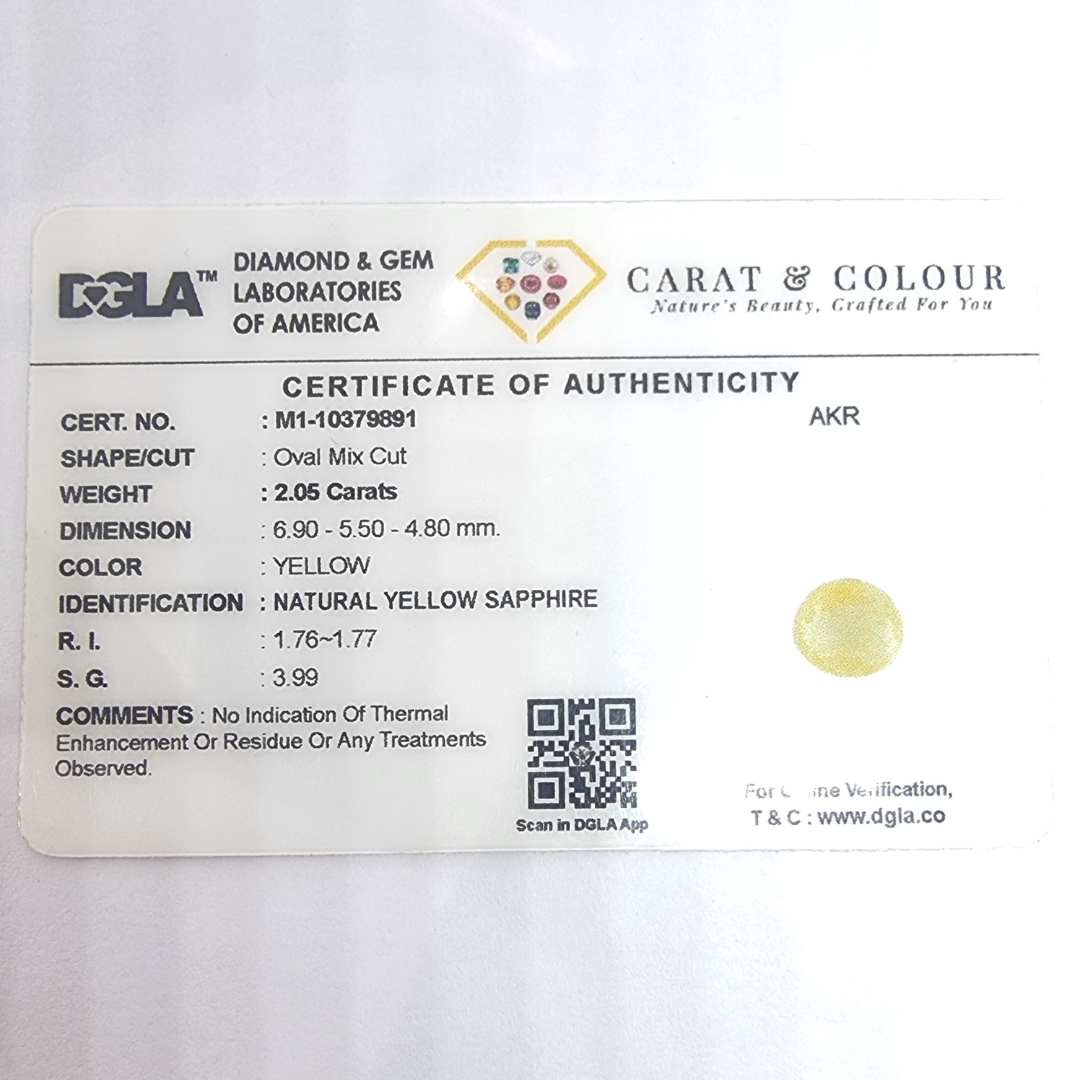 DGLA™
DIAMOND & GEM
LABORATORIES
OF AMERICA
CARAT & COLOUR
Nature's Beauty, Crafted For You
CERTIFICATE OF AUTHENTICITY
AKR
CERT. NO. : M1-10379891
SHAPE/CUT : Oval Mix Cut
WEIGHT : 2.05 Carats
DIMENSION : 6.90 - 5.50 - 4.80 mm.
COLOR : YELLOW
IDENTIFICATION : NATURAL YELLOW SAPPHIRE
R. I. : 1.76~1.77
S. G. : 3.99
COMMENTS : No Indication Of Thermal
Enhancement Or Residue Or Any Treatments
Observed.
Scan in DGLA App
For Verification,
T & C : www.dgla.co